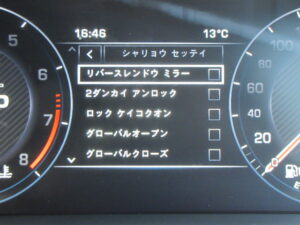 16:46 13°C
< シャリョウ セッテイ
リバースレンドウ ミラー
2ダンカイ アンロック
ロック ケイコクオン
グローバルオープン
グローバルクローズ
6
7
8
100
80
60
40
20
0